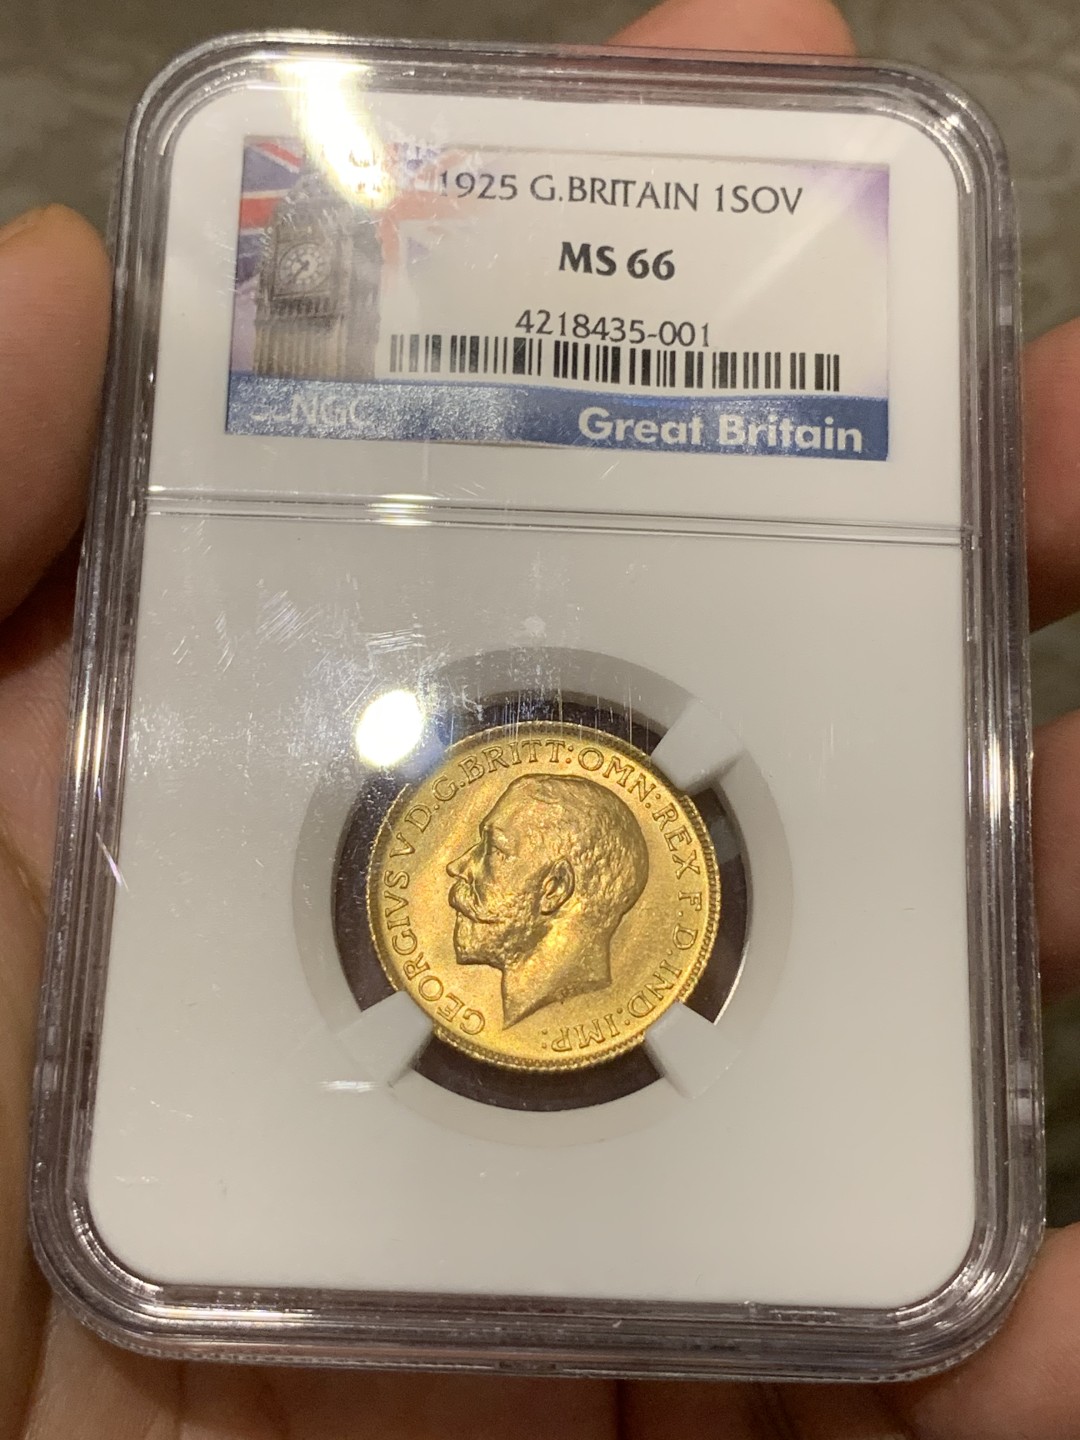 1925 G.BRITAIN 1SOV
MS 66
4218435-001
NGC
Great Britain
GEORGIVS V D.G.BRITT:OMN:REX F.D.IND:IMP: